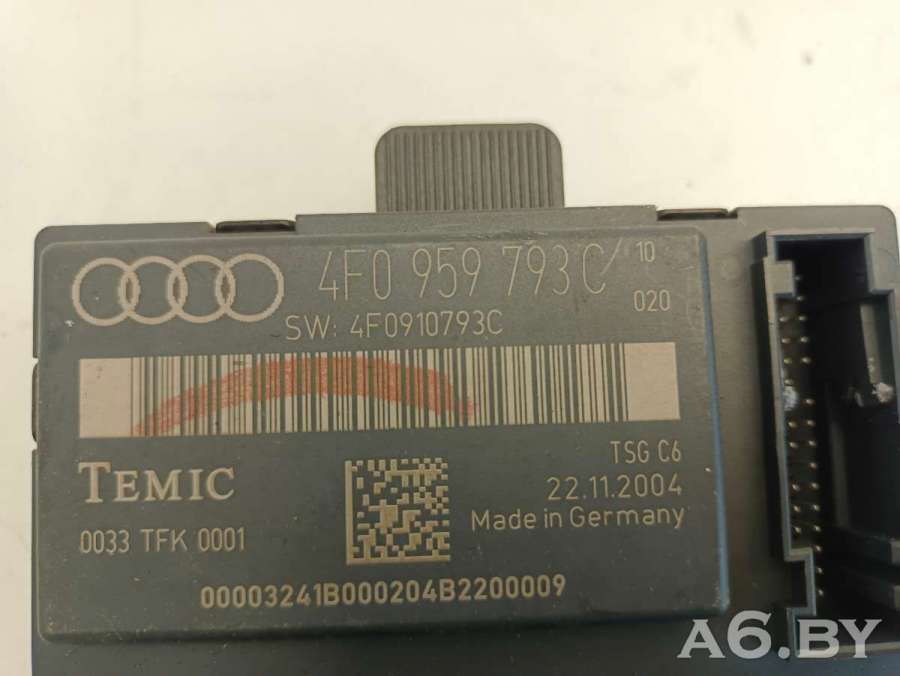 4F0 959 793 C/ 10
020
SW: 4F0910793C
TEMIC
TSG C6
22.11.2004
Made in Germany
0033 TFK 0001
00003241B000204B2200009
A6.BY